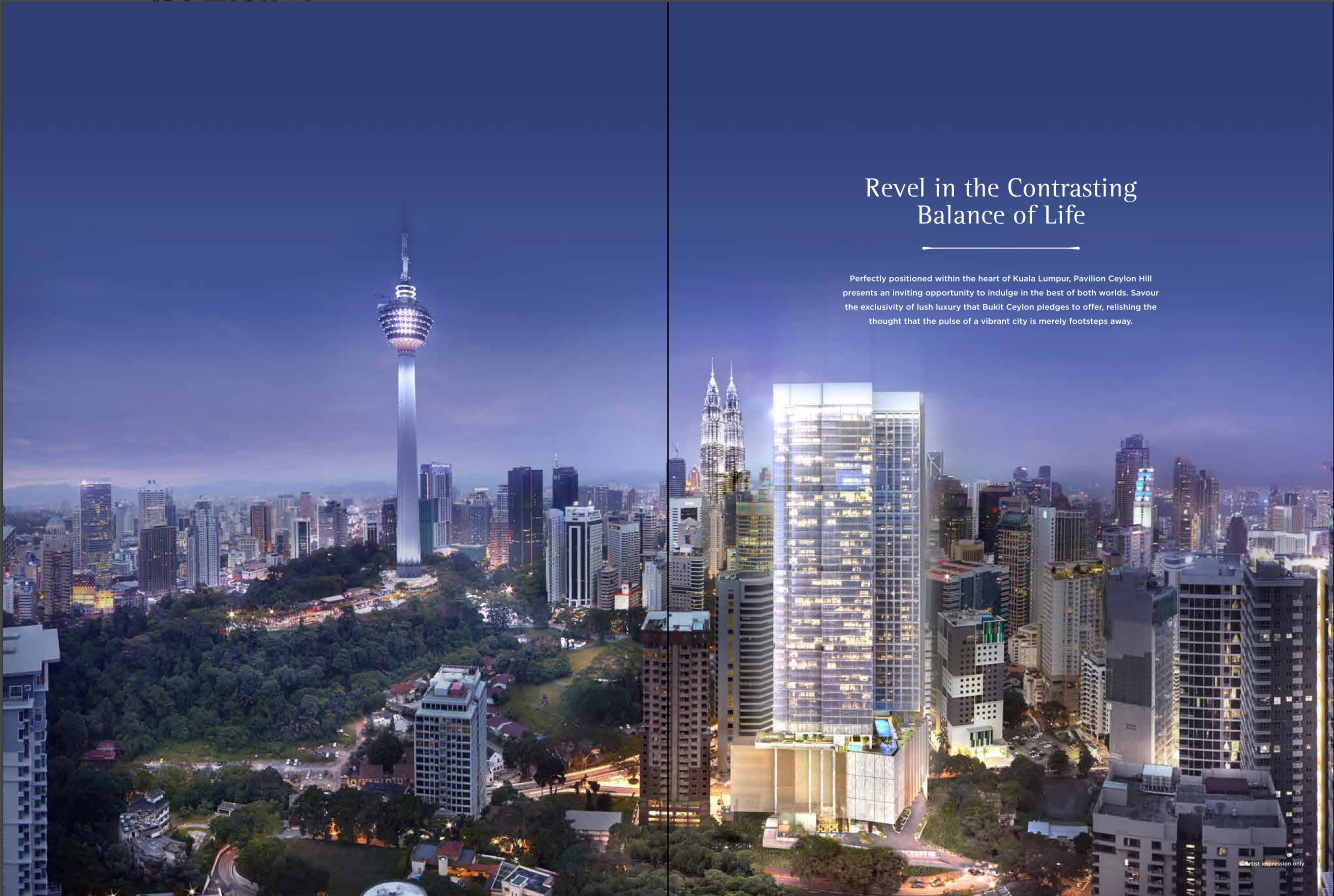 Revel in the Contrasting
Balance of Life
Perfectly positioned within the heart of Kuala Lumpur, Pavilion Ceylon Hill
presents an inviting opportunity to indulge in the best of both worlds. Savour
the exclusivity of lush luxury that Bukit Ceylon pledges to offer, relishing the
thought that the pulse of a vibrant city is merely footsteps away.
Artist impression only